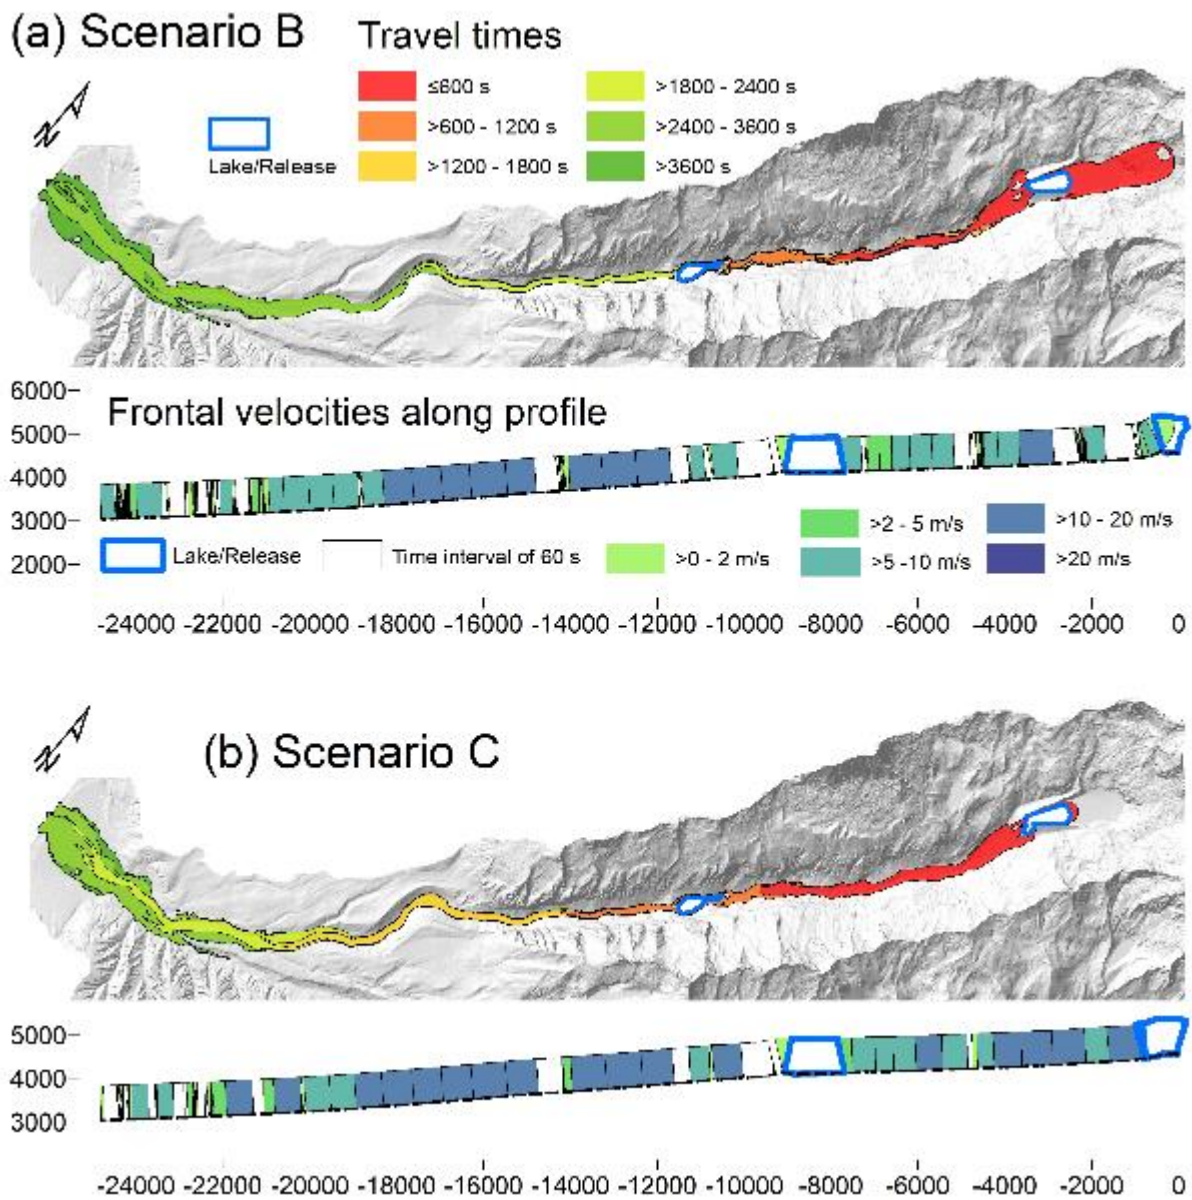 (a) Scenario B
Travel times
≤600 s
>600 - 1200 s
>1200 - 1800 s
>1800 - 2400 s
>2400 - 3600 s
>3600 s
N
Lake/Release
Frontal velocities along profile
6000
5000
4000
3000
2000
Lake/Release
Time interval of 60 s
>0 - 2 m/s
>2 - 5 m/s
>5 -10 m/s
>10 - 20 m/s
>20 m/s
-24000 -22000 -20000 -18000 -16000 -14000 -12000 -10000 -8000 -6000 -4000 -2000 0
N
(b) Scenario C
5000
4000
3000
-24000 -22000 -20000 -18000 -16000 -14000 -12000 -10000 -8000 -6000 -4000 -2000 0